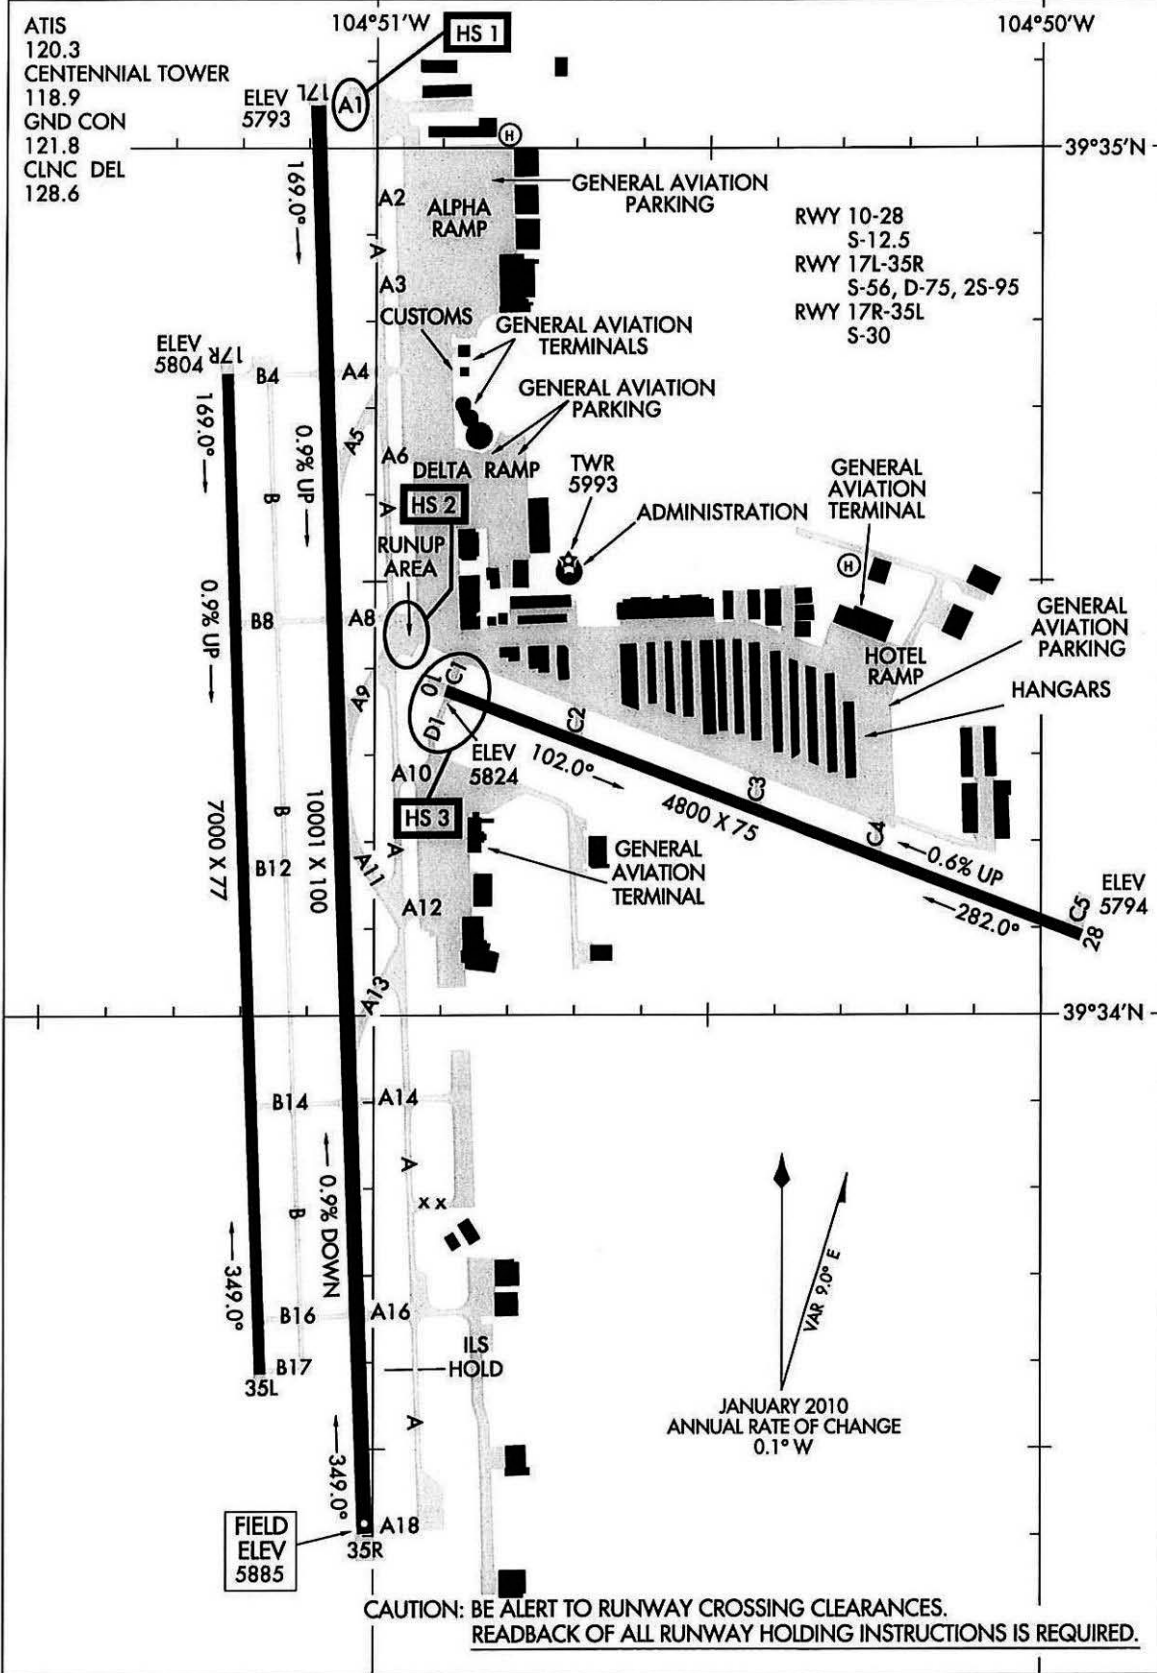 ATIS
120.3
CENTENNIAL TOWER
118.9
GND CON
121.8
CLNC DEL
128.6
104°51'W
HS 1
104°50'W
ELEV
5793
17L
A1
H
39°35'N
169.0°
A2
ALPHA
RAMP
GENERAL AVIATION
PARKING
RWY 10-28
S-12.5
RWY 17L-35R
S-56, D-75, 2S-95
RWY 17R-35L
S-30
A
A3
CUSTOMS
GENERAL AVIATION
TERMINALS
ELEV
5804
17R
B4
A4
GENERAL AVIATION
PARKING
169.0°
0.9% UP
A5
A6
DELTA RAMP
TWR
5993
GENERAL
AVIATION
TERMINAL
B
A
HS 2
ADMINISTRATION
RUNUP
AREA
H
0.9% UP
B8
A8
GENERAL
AVIATION
PARKING
HOTEL
RAMP
HANGARS
A9
10
C1
D1
C2
ELEV
5824
102.0°
A10
HS 3
C3
4800 X 75
C4
0.6% UP
7000 X 77
B
10001 X 100
A
A11
B12
A12
GENERAL
AVIATION
TERMINAL
282.0°
C5
28
ELEV
5794
A13
39°34'N
B14
A14
A
0.9% DOWN
B
X X
349.0°
VAR 9.0° E
B16
A16
ILS
HOLD
B17
35L
A
JANUARY 2010
ANNUAL RATE OF CHANGE
0.1° W
349.0°
FIELD
ELEV
5885
A18
35R
CAUTION: BE ALERT TO RUNWAY CROSSING CLEARANCES.
READBACK OF ALL RUNWAY HOLDING INSTRUCTIONS IS REQUIRED.